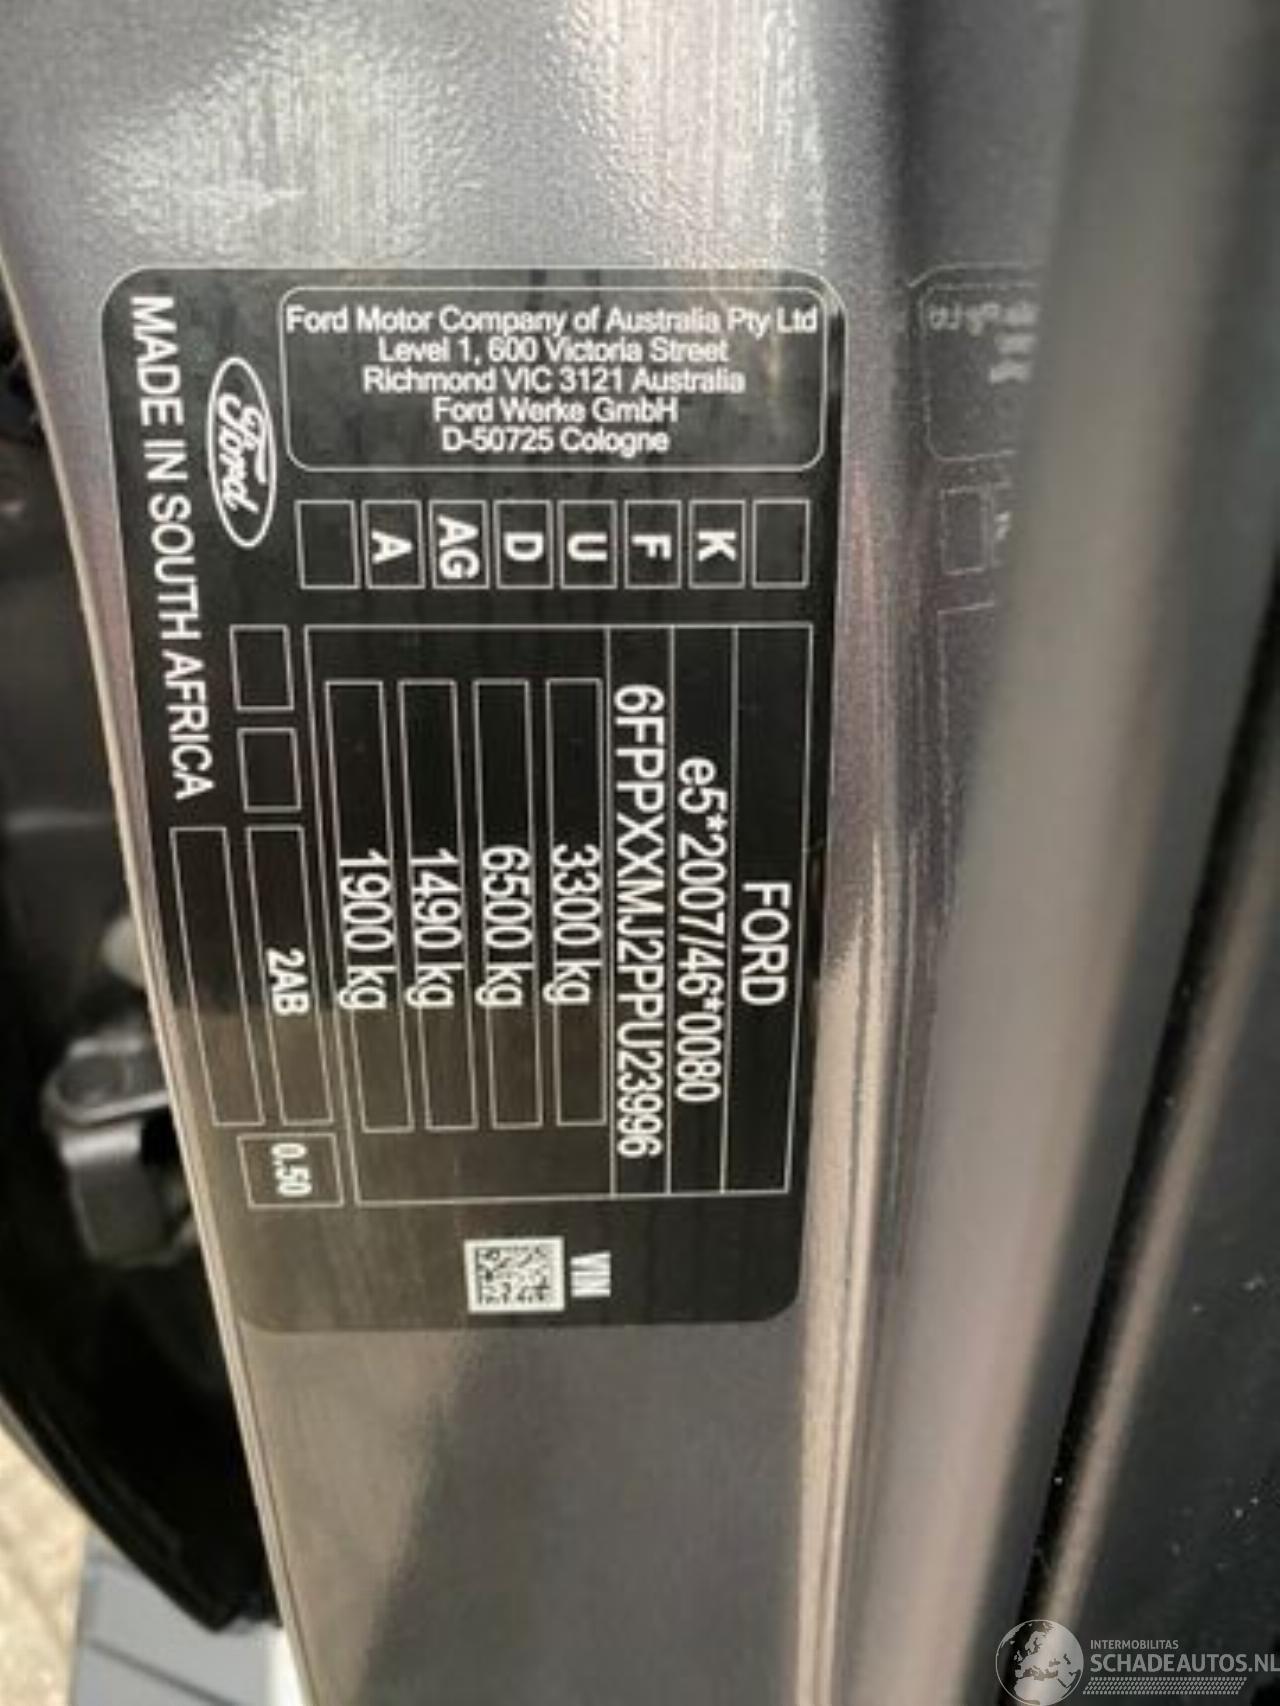 Ford Motor Company of Australia Pty Ltd
Level 1, 600 Victoria Street
Richmond VIC 3121 Australia
Ford Werke GmbH
D-50725 Cologne
Ford
MADE IN SOUTH AFRICA
K
F
U
D
AG
A
FORD
e5*2007/46*0080
6FPPXXMJ2PPU23996
3300 kg
6500 kg
1490 kg
1900 kg
2AB
0.50
VIN
INTERMOBILITAS
SCHADEAUTOS.NL